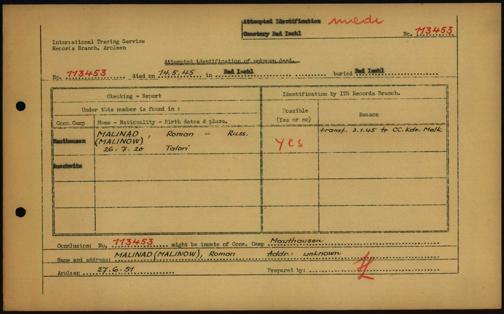 Attempted Identification
Cemetery Bad Ischl
medi
No. 113453
International Tracing Service
Records Branch, Arolsen
Attempted identification of unknown dead.
No. 113453 died on 14.5.45 in Bad Ischl buried Bad Ischl
Checking - Report
Identification by ITS Records Branch.
Under this number is found in :
Possible
(Yes or no)
Reason
Conc. Camp
Name - Nationality - Birth dates & place.
Mauthausen
MALINAD, Roman - Russ.
(MALINOW)
26.7.20 Talori
yes
transf. 3.1.45 to CC. Kdo. Melk
Auschwitz
Conclusion: No. 113453 might be inmate of Conc. Camp Mauthausen
Name and address: MALINAD (MALINOW), Roman Addr: unknown
Arolsen 27.6.51 Prepared by: